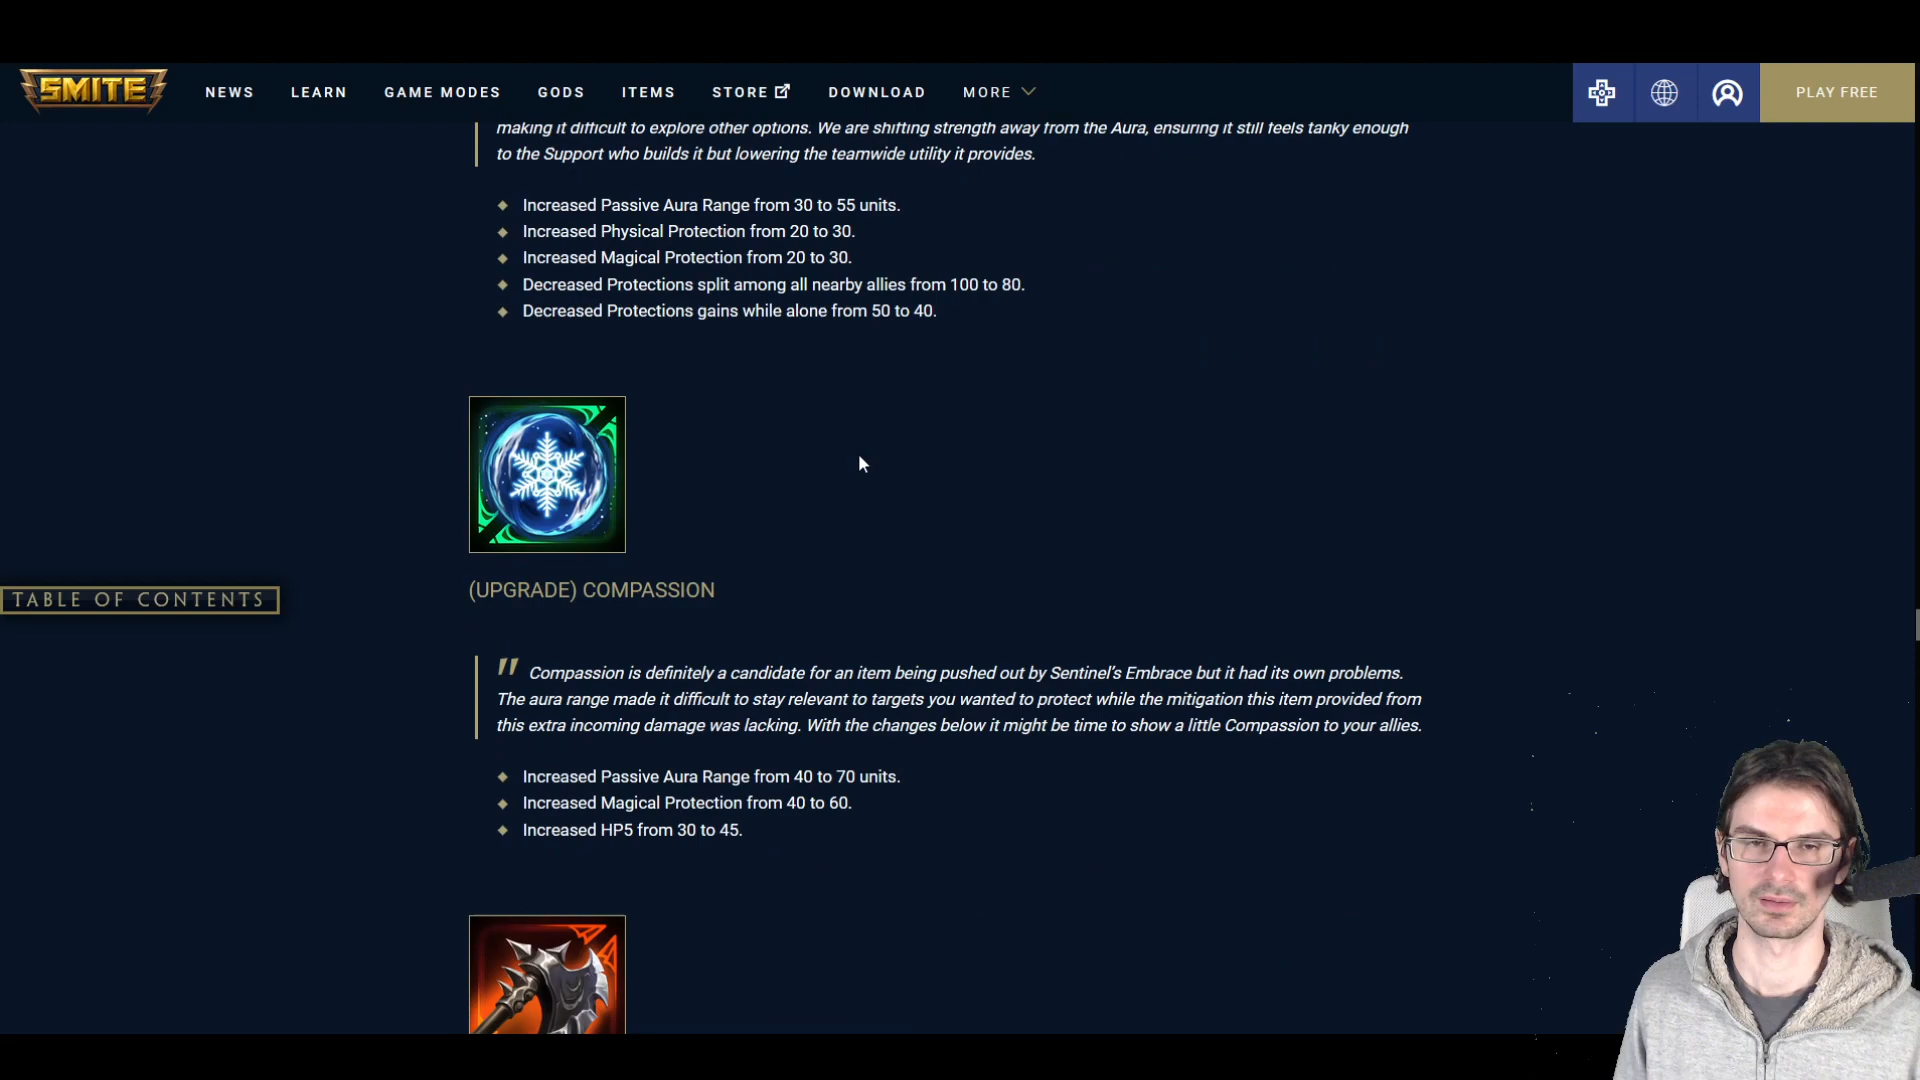 SMITE
NEWS
LEARN
GAME MODES
GODS
ITEMS
STORE
DOWNLOAD
MORE
PLAY FREE
making it difficult to explore other options. We are shifting strength away from the Aura, ensuring it still feels tanky enough
to the Support who builds it but lowering the teamwide utility it provides.
Increased Passive Aura Range from 30 to 55 units.
Increased Physical Protection from 20 to 30.
Increased Magical Protection from 20 to 30.
Decreased Protections split among all nearby allies from 100 to 80.
Decreased Protections gains while alone from 50 to 40.
(UPGRADE) COMPASSION
TABLE OF CONTENTS
" Compassion is definitely a candidate for an item being pushed out by Sentinel's Embrace but it had its own problems.
The aura range made it difficult to stay relevant to targets you wanted to protect while the mitigation this item provided from
this extra incoming damage was lacking. With the changes below it might be time to show a little Compassion to your allies.
Increased Passive Aura Range from 40 to 70 units.
Increased Magical Protection from 40 to 60.
Increased HP5 from 30 to 45.